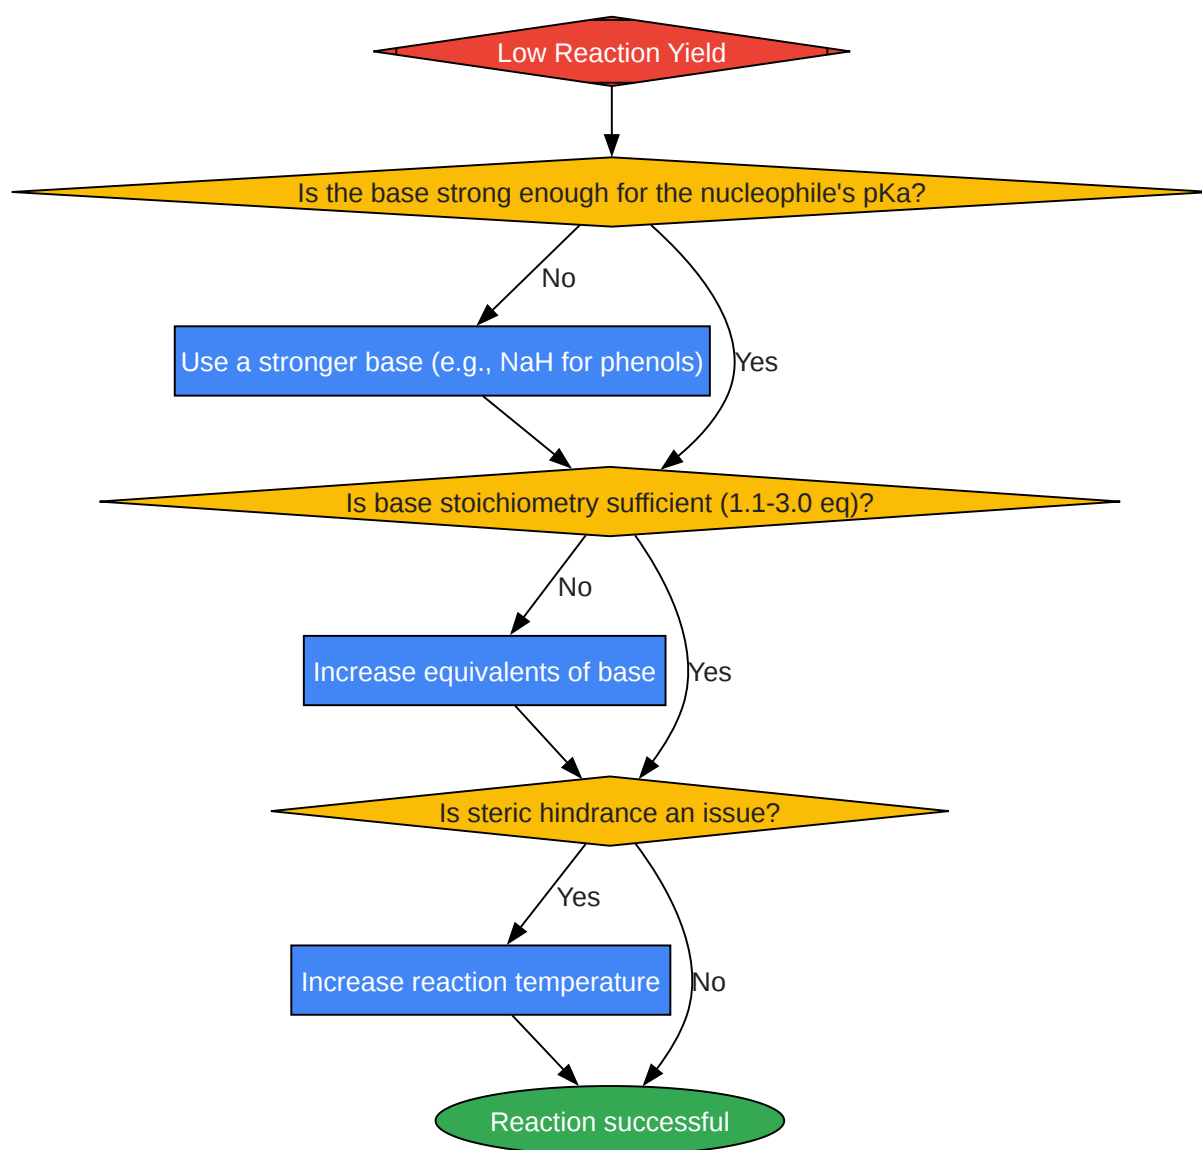 Low Reaction Yield
Is the base strong enough for the nucleophile's pKa?
No
Use a stronger base (e.g., NaH for phenols)
Yes
Is base stoichiometry sufficient (1.1-3.0 eq)?
No
Increase equivalents of base
Yes
Is steric hindrance an issue?
Yes
Increase reaction temperature
No
Reaction successful